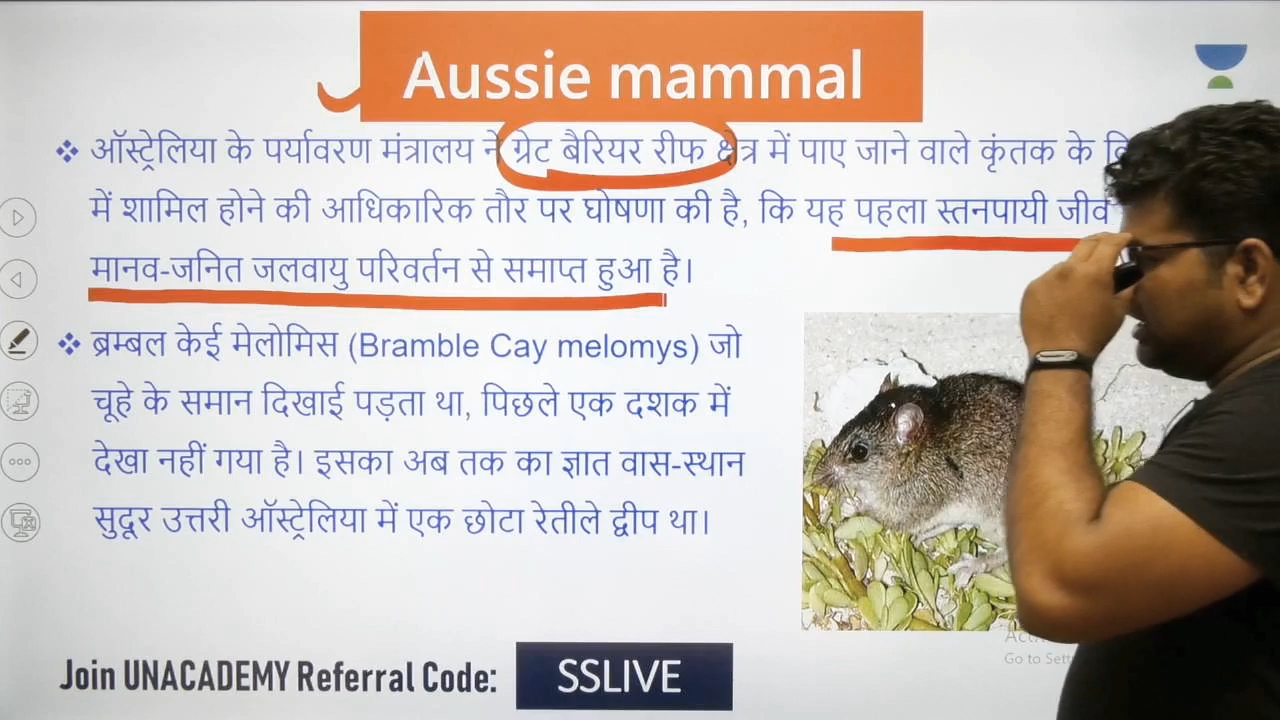 Aussie mammal
❖ ऑस्ट्रेलिया के पर्यावरण मंत्रालय ने ग्रेट बैरियर रीफ क्षेत्र में पाए जाने वाले कृंतक के
में शामिल होने की आधिकारिक तौर पर घोषणा की है, कि यह पहला स्तनपायी जीव
मानव-जनित जलवायु परिवर्तन से समाप्त हुआ है।
❖ ब्रम्बल केई मेलोमिस (Bramble Cay melomys) जो
चूहे के समान दिखाई पड़ता था, पिछले एक दशक में
देखा नहीं गया है। इसका अब तक का ज्ञात वास-स्थान
सुदूर उत्तरी ऑस्ट्रेलिया में एक छोटा रेतीले द्वीप था।
Go to
Join UNACADEMY Referral Code: SSLIVE